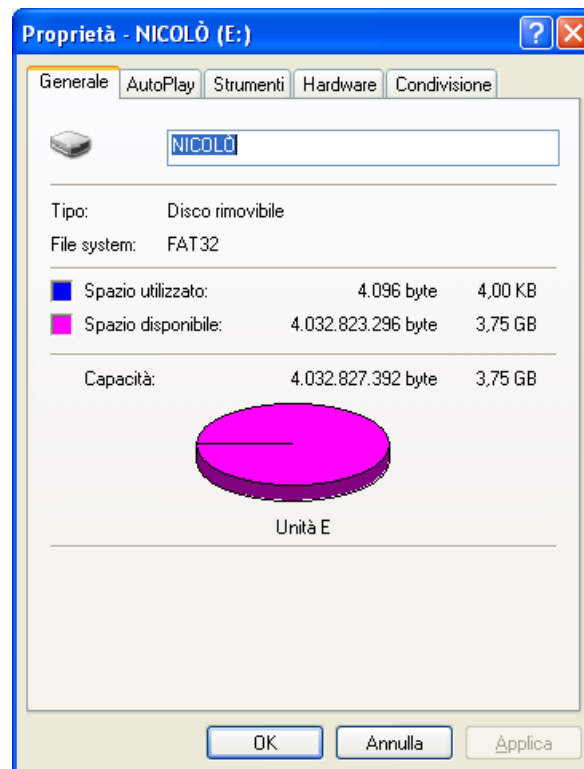 Proprietà - NICOLÒ (E:)
Generale AutoPlay Strumenti Hardware Condivisione
NICOLÒ
Tipo: Disco rimovibile
File system: FAT32
Spazio utilizzato: 4.096 byte 4,00 KB
Spazio disponibile: 4.032.823.296 byte 3,75 GB
Capacità: 4.032.827.392 byte 3,75 GB
Unità E
OK Annulla Applica